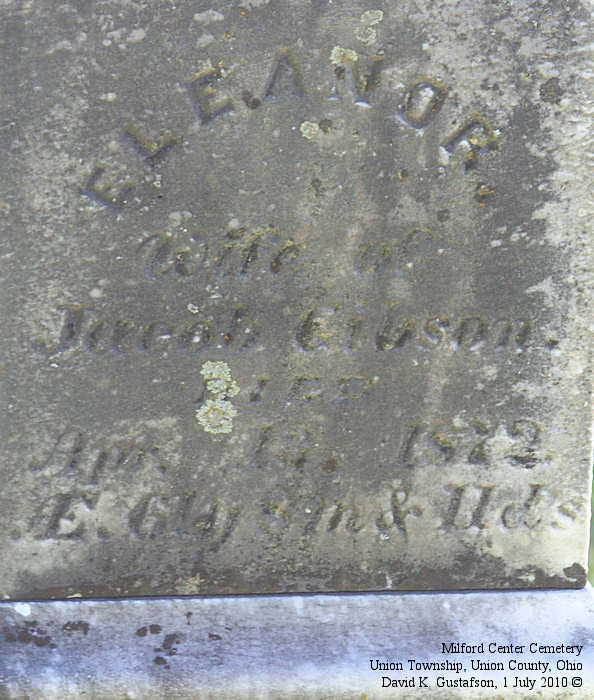 ELEANOR
Wife of
Jacob Gibson.
DIED
Apr. 1872
Æ. m &
Milford Center Cemetery
Union Township, Union County, Ohio
David K. Gustafson, 1 July 2010 ©